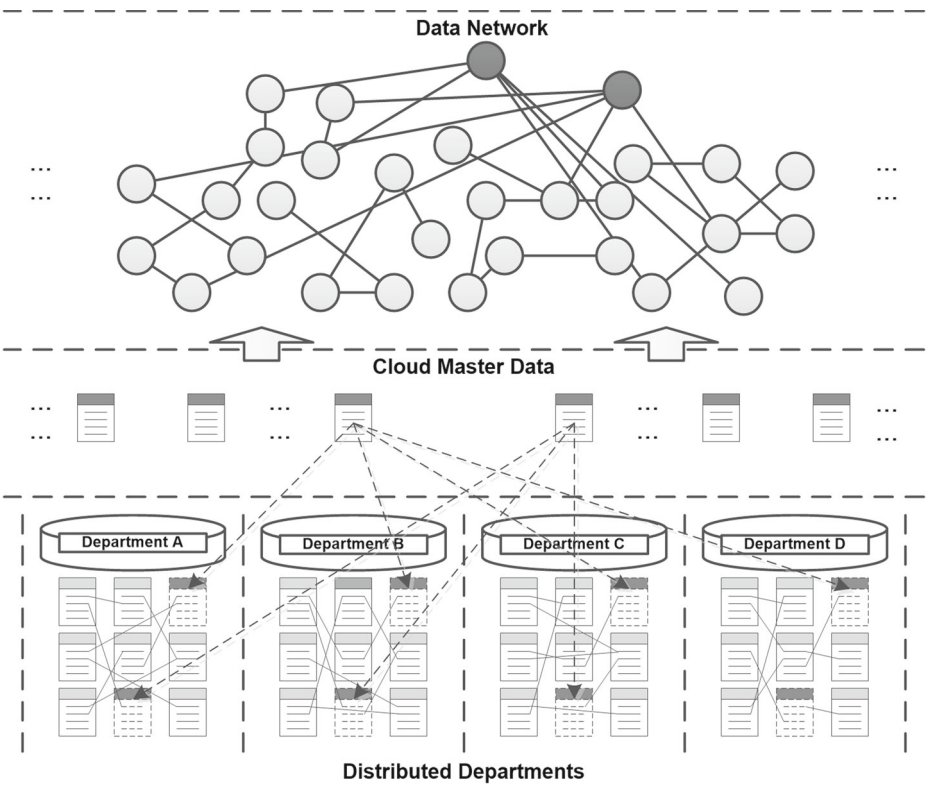 Data Network
... ...
... ...
Cloud Master Data
... ... ... ...
... ... ... ...
Department A Department B Department C Department D
Distributed Departments